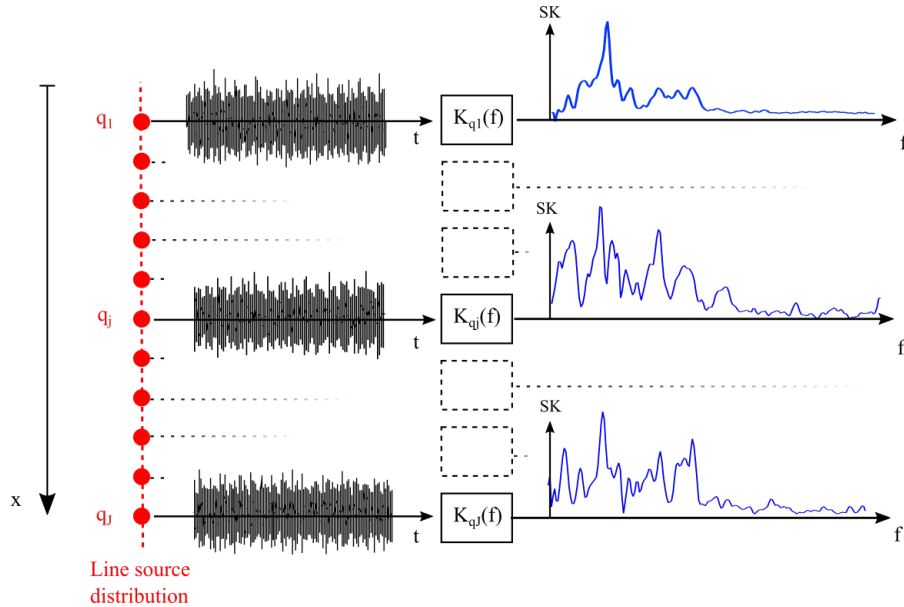 SK
q1
t
Kq1(f)
f
SK
qj
t
Kqj(f)
f
SK
x
qJ
t
KqJ(f)
f
Line source
distribution